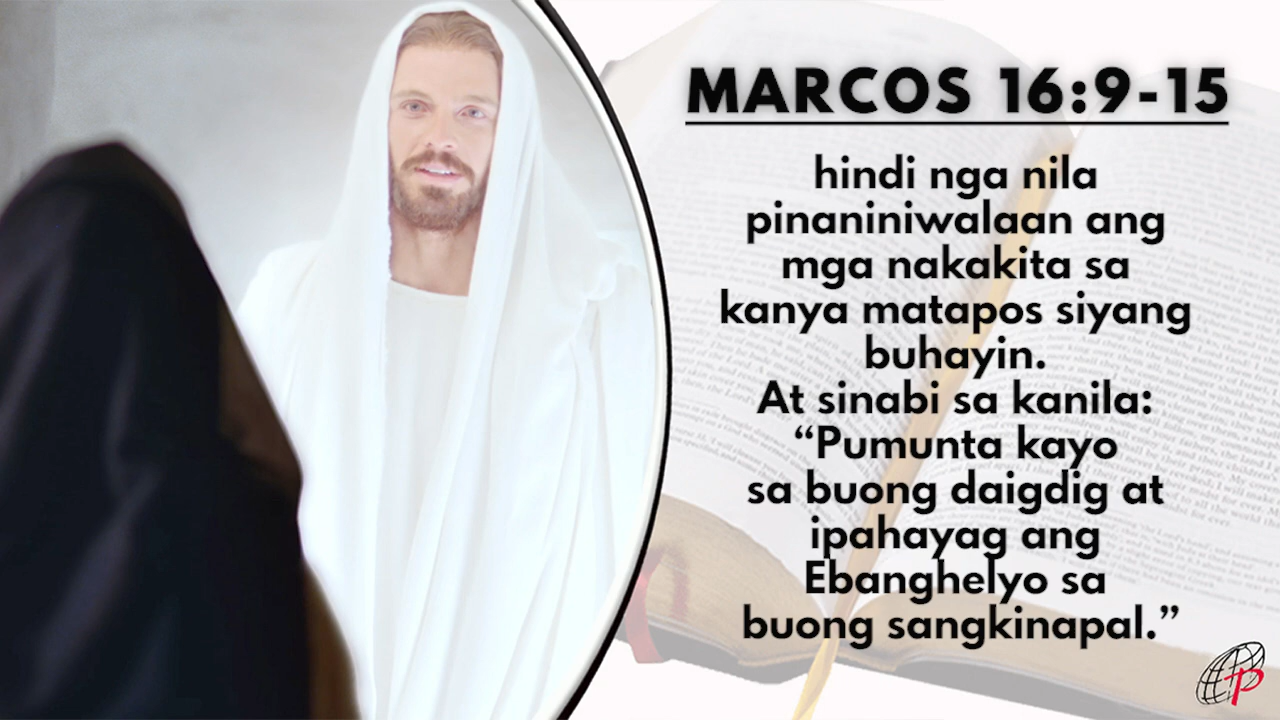 MARCOS 16:9-15
hindi nga nila
pinaniniwalaan ang
mga nakakita sa
kanya matapos siyang
buhayin.
At sinabi sa kanila:
“Pumunta kayo
sa buong daigdig at
ipahayag ang
Ebanghelyo sa
buong sangkinapal.”